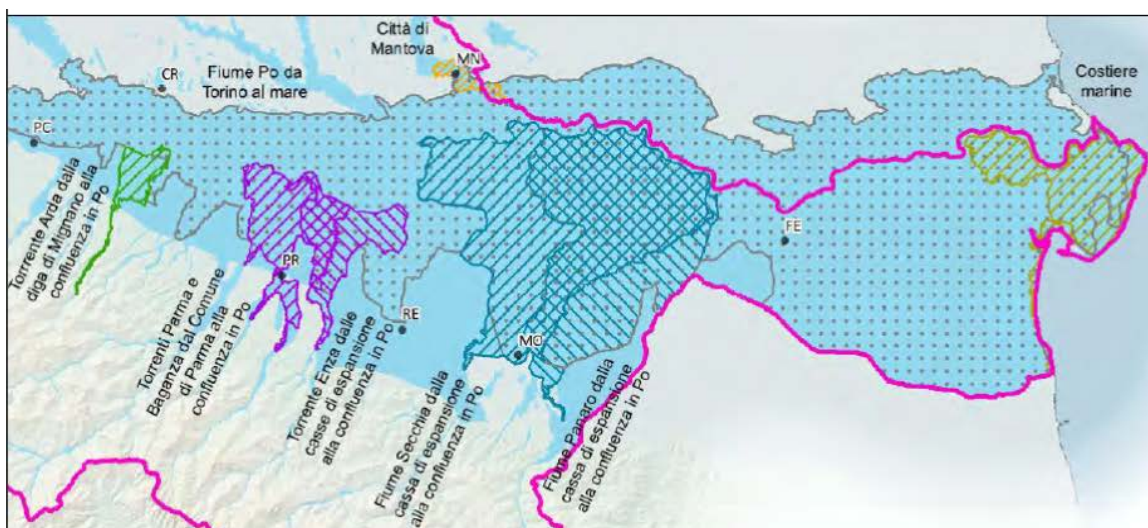 Città di
Mantova
MN
CR
Fiume Po da
Torino al mare
Costiere
marine
PC
Torrente Arda dalla
diga di Mignano alla
confluenza in Po
PR
Torrenti Parma e
Baganza dal Comune
di Parma alla
confluenza in Po
RE
Torrente Enza dalle
casse di espansione
alla confluenza in Po
MO
Fiume Secchia dalla
cassa di espansione
alla confluenza in Po
Fiume Panaro dalla
cassa di espansione
alla confluenza in Po
FE